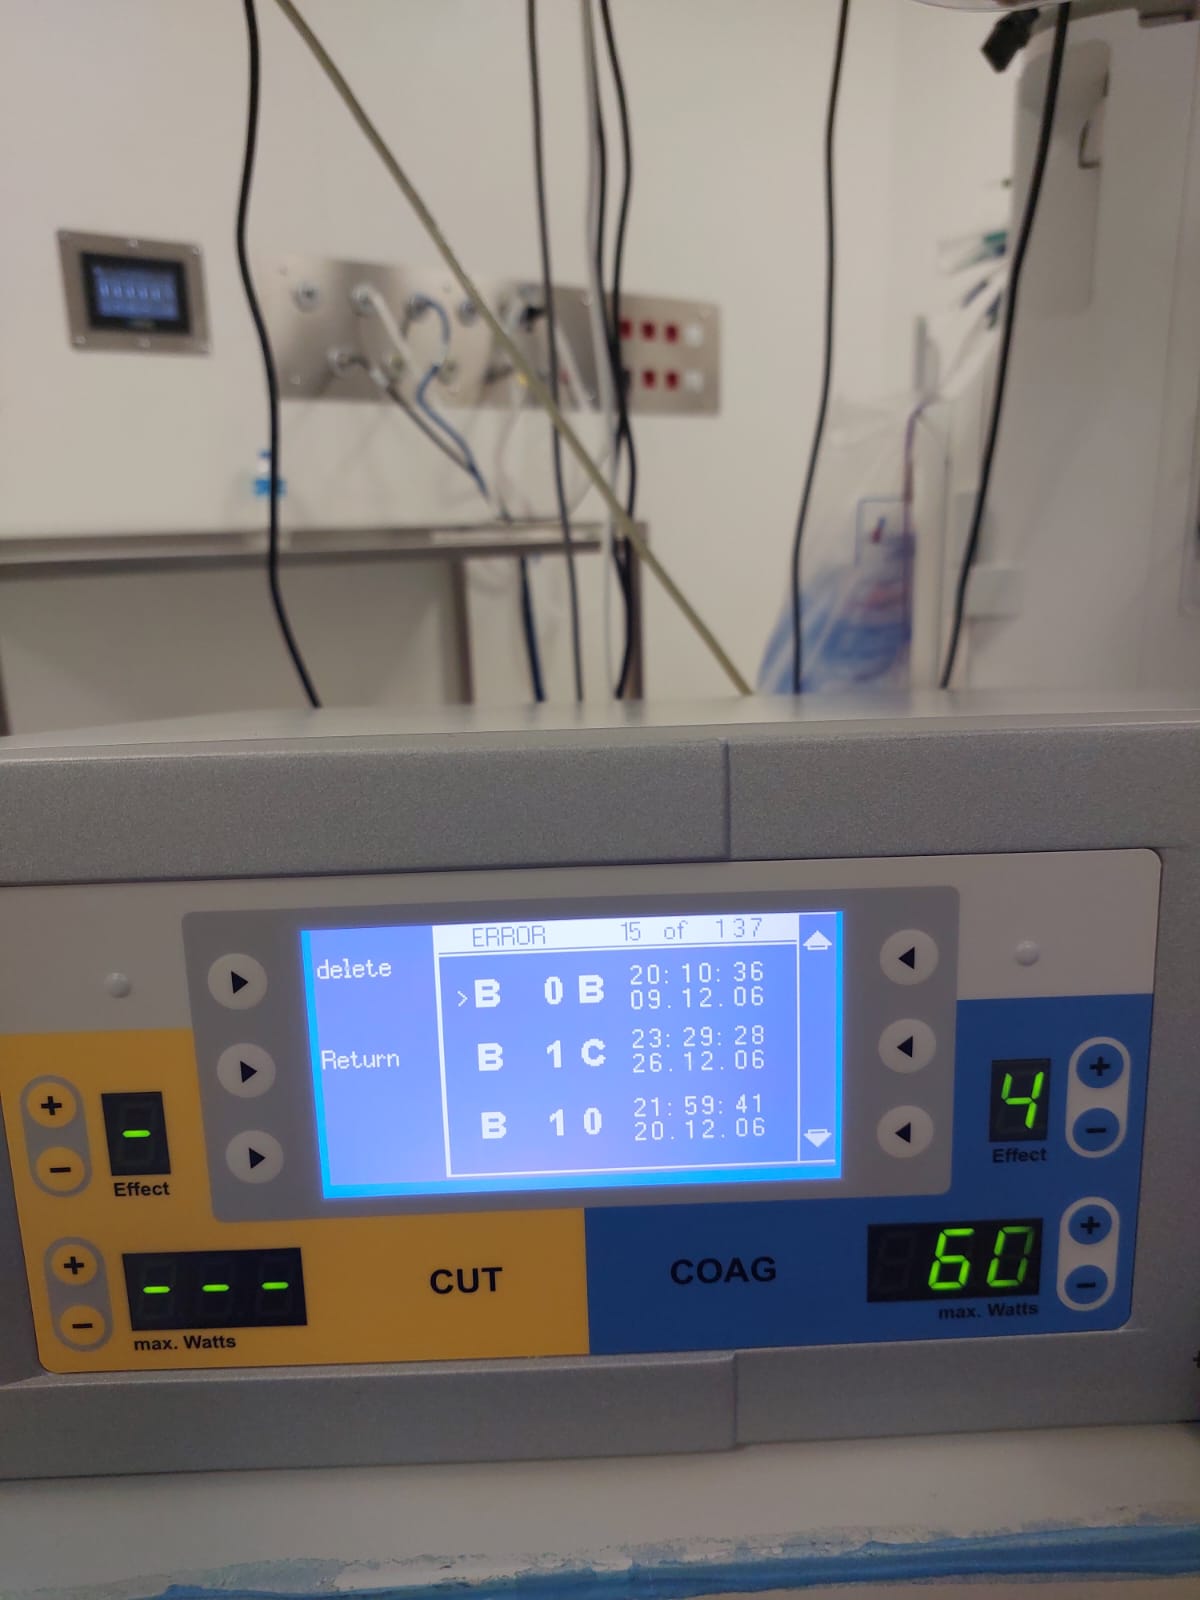 ERROR 15 of 137
delete
>B 0B 20:10:36
09.12.06
Return
B 1C 23:29:28
26.12.06
B 10 21:59:41
20.12.06
+
-
-
Effect
4
+
-
Effect
+
-
---
max. Watts
CUT
COAG
60
+
-
max. Watts